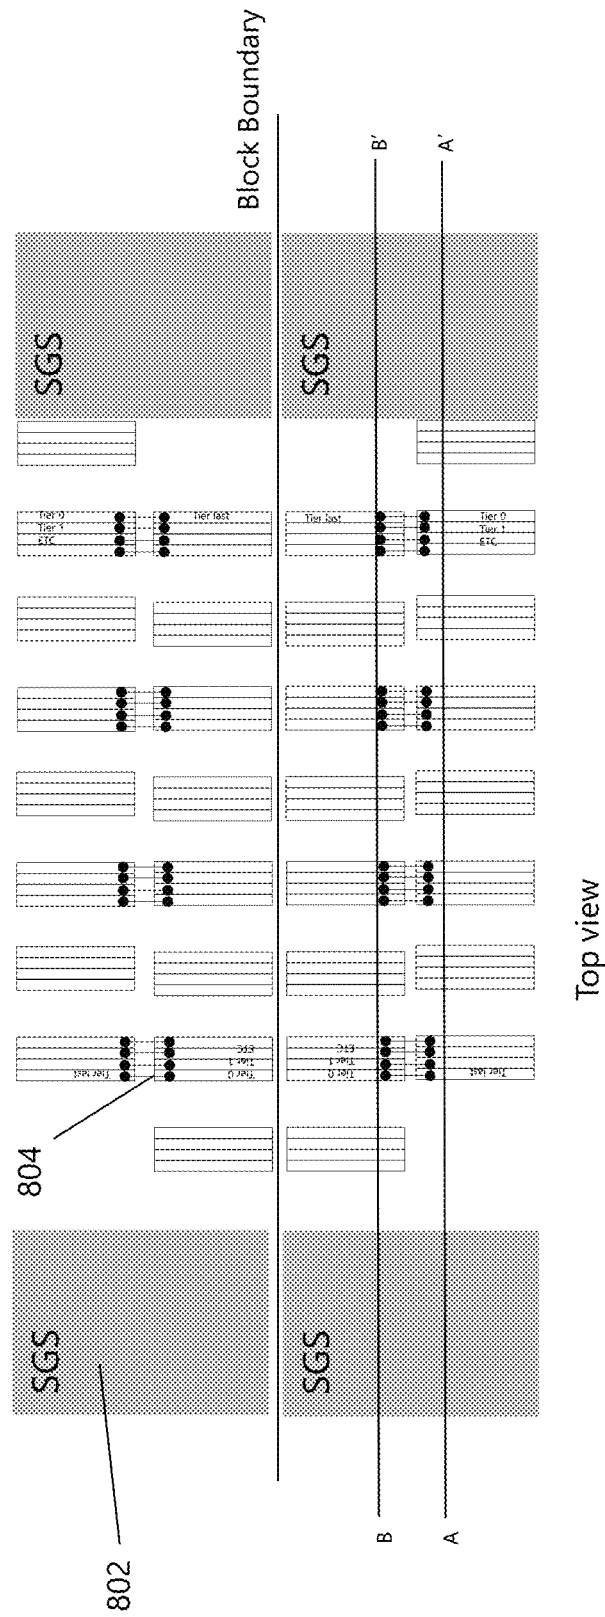 802
SGS
804
SGS
Tier last
Tier 0
Tier 1
ETC
Tier 0
Tier 1
ETC
Tier last
Block Boundary
SGS
SGS
Tier 0
Tier 1
ETC
Tier last
Tier last
Tier 0
Tier 1
ETC
B
B'
A
A'
Top view